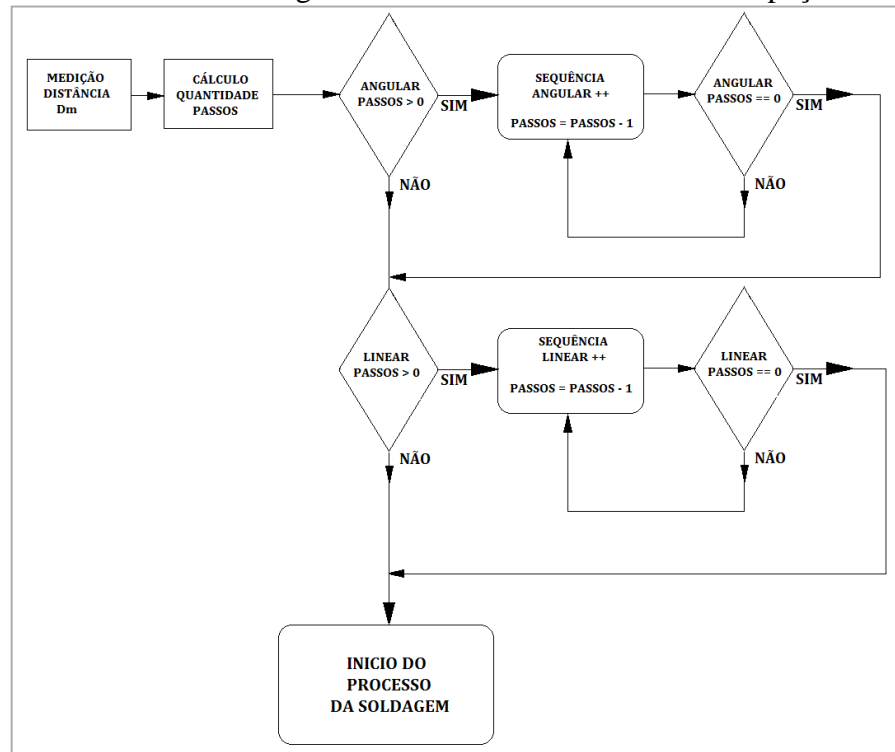 MEDIÇÃO
DISTÂNCIA
Dm
CÁLCULO
QUANTIDADE
PASSOS
ANGULAR
PASSOS > 0
SIM
NÃO
SEQUÊNCIA
ANGULAR ++
PASSOS = PASSOS - 1
ANGULAR
PASSOS == 0
SIM
NÃO
LINEAR
PASSOS > 0
SIM
NÃO
SEQUÊNCIA
LINEAR ++
PASSOS = PASSOS - 1
LINEAR
PASSOS == 0
SIM
NÃO
INICIO DO
PROCESSO
DA SOLDAGEM